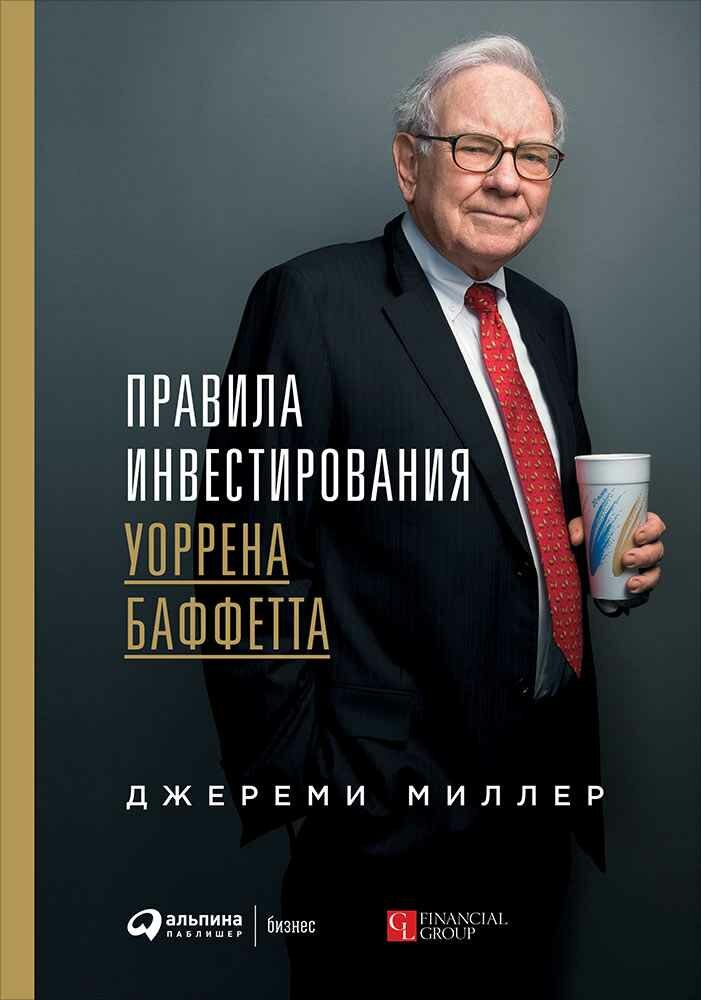 ПРАВИЛА
ИНВЕСТИРОВАНИЯ
УОРРЕНА
БАФФЕТТА
ДЖЕРЕМИ МИЛЛЕР
альпина
ПАБЛИШЕР
бизнес
GL
FINANCIAL
GROUP